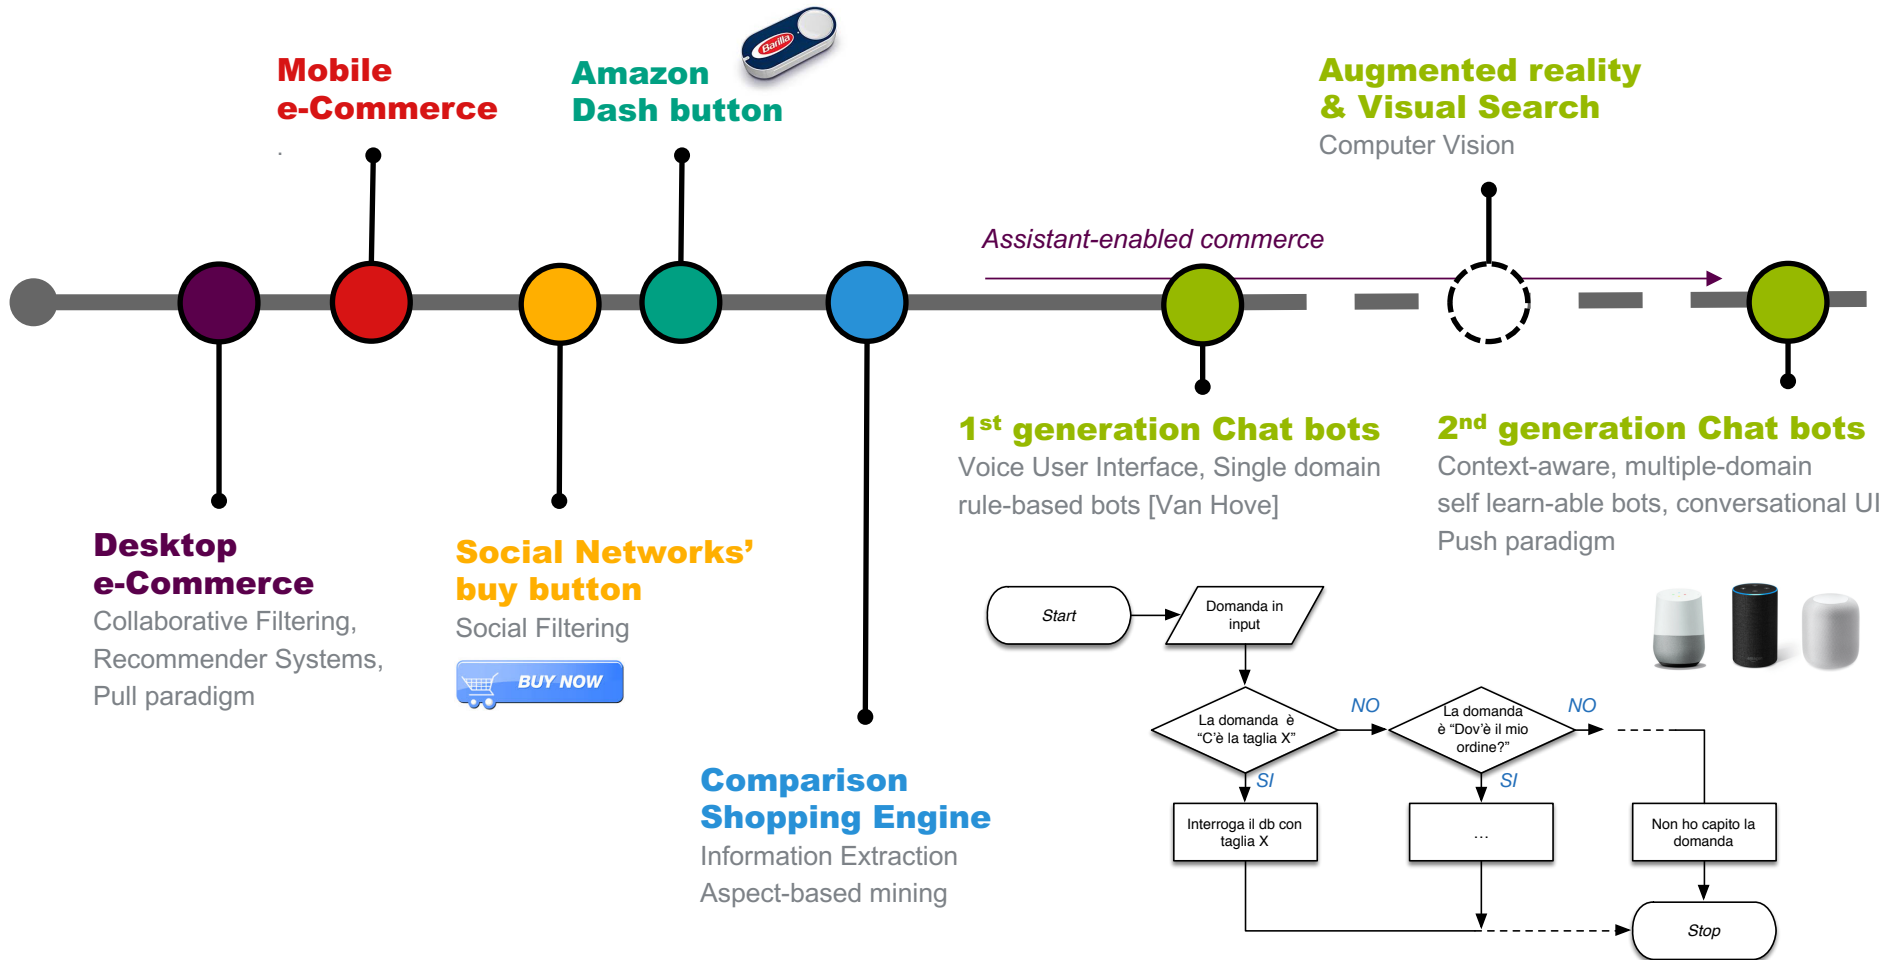 Mobile
e-Commerce
.
Amazon
Dash button
Barilla
Augmented reality
& Visual Search
Computer Vision
Assistant-enabled commerce
Desktop
e-Commerce
Collaborative Filtering,
Recommender Systems,
Pull paradigm
Social Networks’
buy button
Social Filtering
BUY NOW
Comparison
Shopping Engine
Information Extraction
Aspect-based mining
1st generation Chat bots
Voice User Interface, Single domain
rule-based bots [Van Hove]
2nd generation Chat bots
Context-aware, multiple-domain
self learn-able bots, conversational UI
Push paradigm
Start
Domanda in
input
La domanda è
“C’è la taglia X”
NO
SI
La domanda
è “Dov’è il mio
ordine?”
NO
SI
Interroga il db con
taglia X
…
Non ho capito la
domanda
Stop